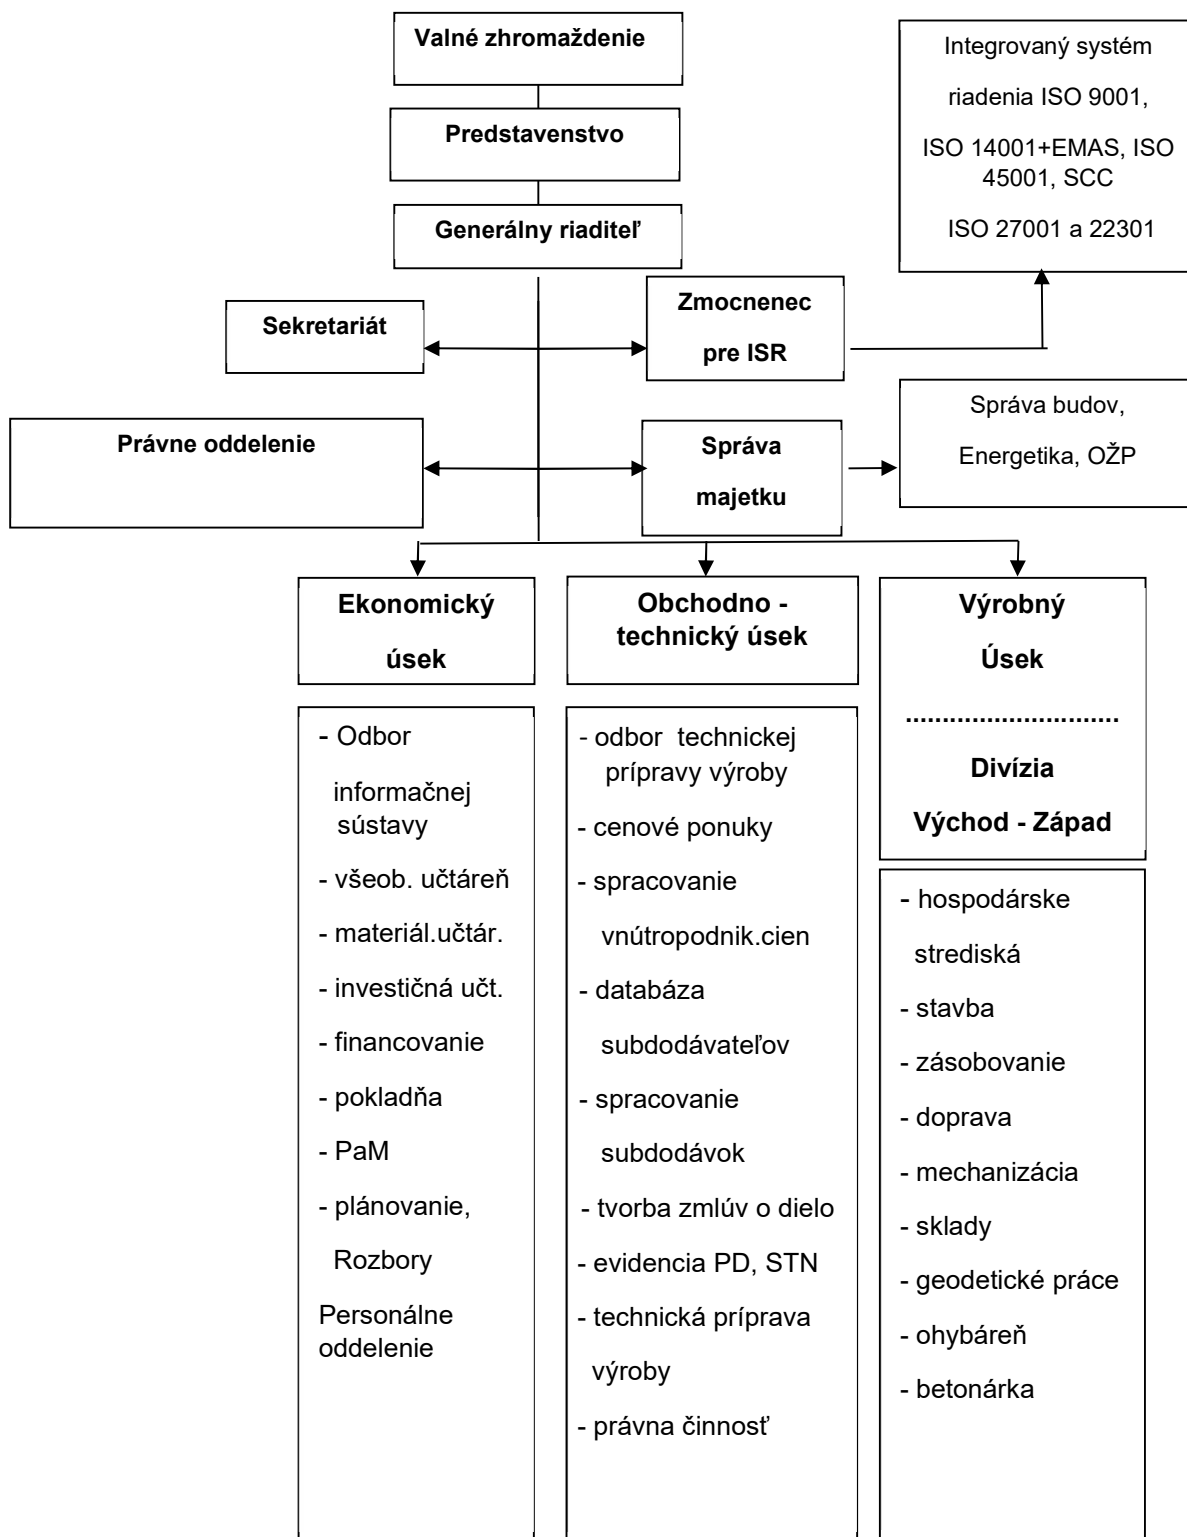 Valné zhromaždenie
Predstavenstvo
Generálny riaditeľ
Integrovaný systém
riadenia ISO 9001,
ISO 14001+EMAS, ISO
45001, SCC
ISO 27001 a 22301
Sekretariát
Zmocnenec
pre ISR
Právne oddelenie
Správa
majetku
Správa budov,
Energetika, OŽP
Ekonomický
úsek
Obchodno -
technický úsek
Výrobný
Úsek
.............................
Divízia
Východ - Západ
- Odbor
informačnej
sústavy
- všeob. učtáreň
- materiál.učtár.
- investičná učt.
- financovanie
- pokladňa
- PaM
- plánovanie,
Rozbory
Personálne
oddelenie
- odbor  technickej
prípravy výroby
- cenové ponuky
- spracovanie
vnútropodnik.cien
- databáza
subdodávateľov
- spracovanie
subdodávok
- tvorba zmlúv o dielo
- evidencia PD, STN
- technická príprava
výroby
- právna činnosť
- hospodárske
strediská
- stavba
- zásobovanie
- doprava
- mechanizácia
- sklady
- geodetické práce
- ohybáreň
- betonárka